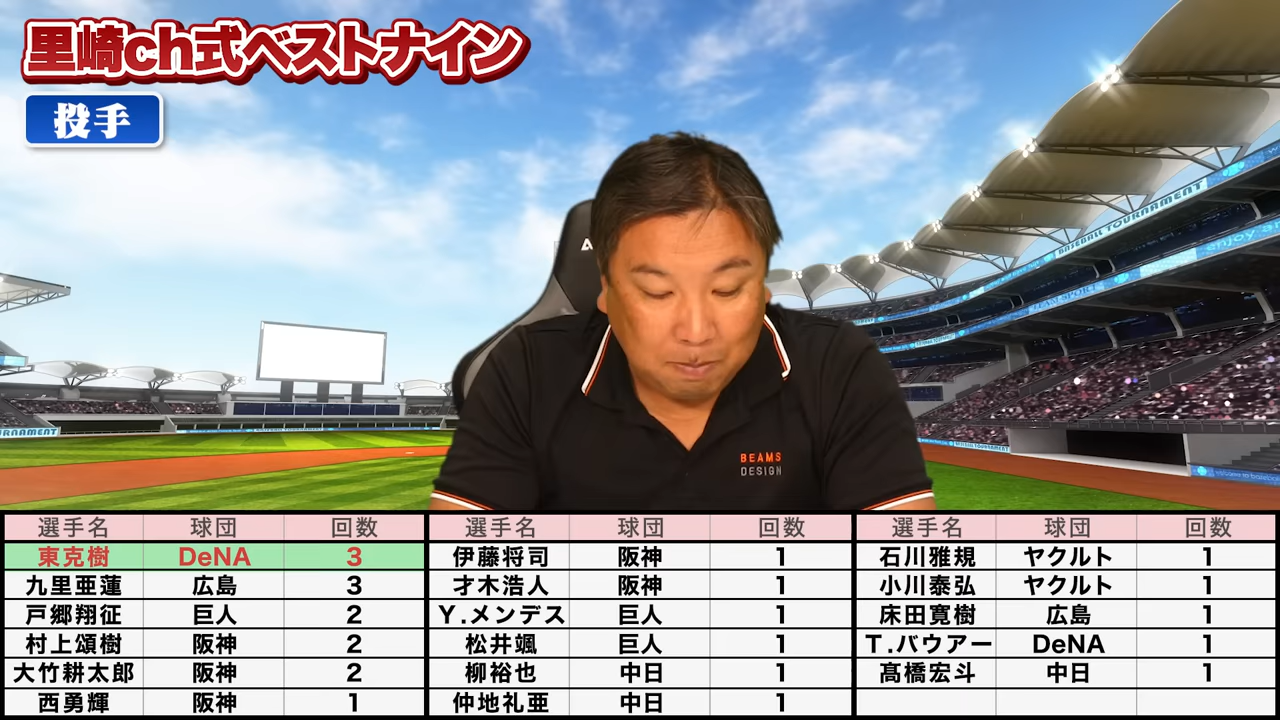 里崎ch式ベストナイン
投手
BASEBALL TOURNAMENT
BEAMS
DESIGN
選手名 球団 回数
東克樹 DeNA 3
九里亜蓮 広島 3
戸郷翔征 巨人 2
村上頌樹 阪神 2
大竹耕太郎 阪神 2
西勇輝 阪神 1
選手名 球団 回数
伊藤将司 阪神 1
才木浩人 阪神 1
Y.メンデス 巨人 1
松井颯 巨人 1
柳裕也 中日 1
仲地礼亜 中日 1
選手名 球団 回数
石川雅規 ヤクルト 1
小川泰弘 ヤクルト 1
床田寛樹 広島 1
T.バウアー DeNA 1
髙橋宏斗 中日 1